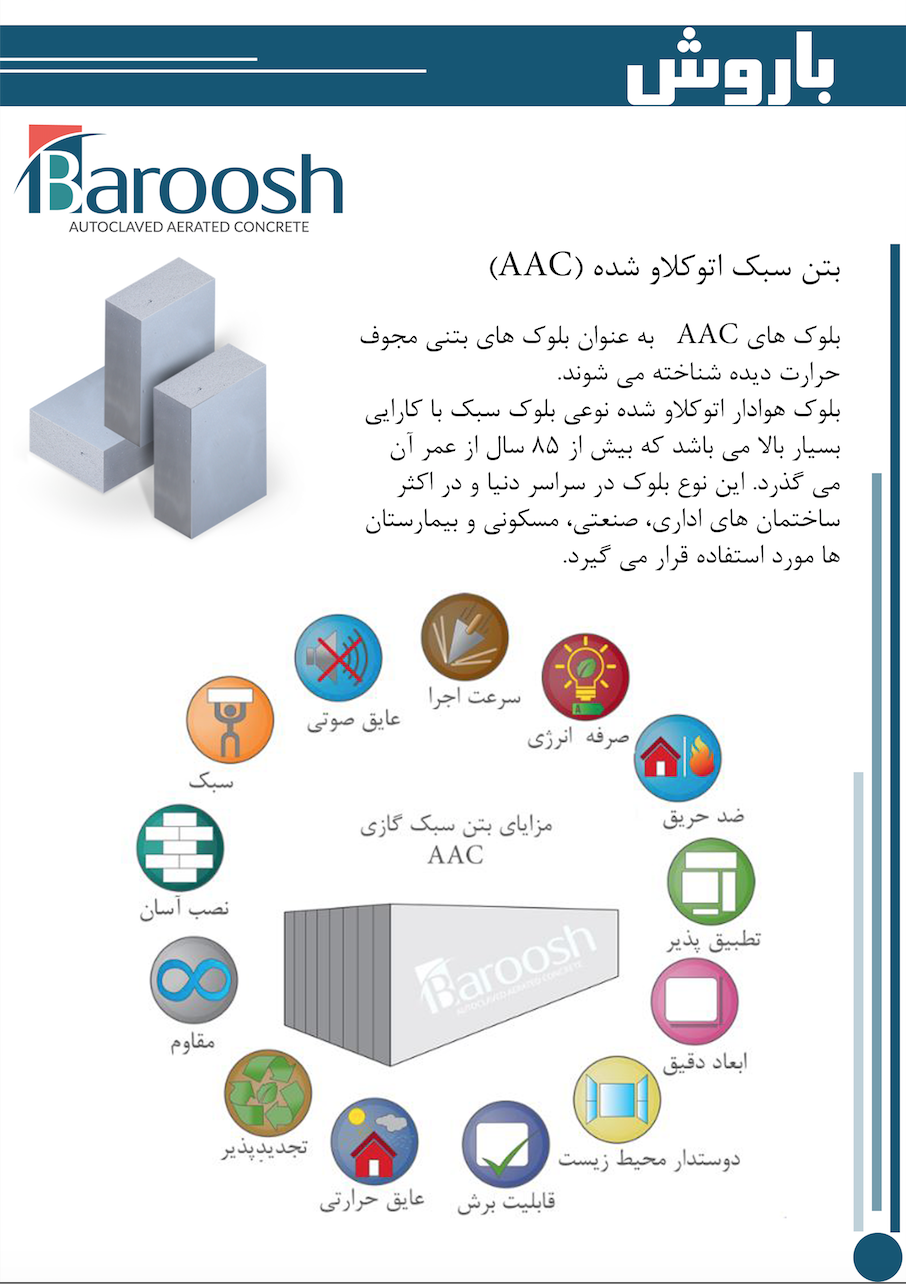 باروش
Baroosh
AUTOCLAVED AERATED CONCRETE
بتن سبک اتوکلاو شده (AAC)
بلوک های AAC به عنوان بلوک های بتنی مجوف
حرارت دیده شناخته می شوند.
بلوک هوادار اتوکلاو شده نوعی بلوک سبک با کارایی
بسیار بالا می باشد که بیش از ۸۵ سال از عمر آن
می گذرد. این نوع بلوک در سراسر دنیا و در اکثر
ساختمان های اداری، صنعتی، مسکونی و بیمارستان
ها مورد استفاده قرار می گیرد.
سرعت اجرا
عایق صوتی
صرفه انرژی
سبک
ضد حریق
مزایای بتن سبک گازی
AAC
نصب آسان
تطبیق پذیر
Baroosh
AUTOCLAVED AERATED CONCRETE
مقاوم
ابعاد دقیق
تجدیدپذیر
دوستدار محیط زیست
عایق حرارتی
قابلیت برش
A